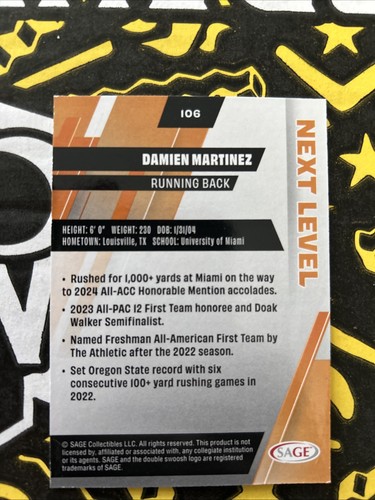 106
DAMIEN MARTINEZ
RUNNING BACK
NEXT LEVEL
HEIGHT: 6' 0" WEIGHT: 230 DOB: 1/31/04
HOMETOWN: Louisville, TX SCHOOL: University of Miami
• Rushed for 1,000+ yards at Miami on the way
to 2024 All-ACC Honorable Mention accolades.
• 2023 All-PAC 12 First Team honoree and Doak
Walker Semifinalist.
• Named Freshman All-American First Team by
The Athletic after the 2022 season.
• Set Oregon State record with six
consecutive 100+ yard rushing games in
2022.
© SAGE Collectibles LLC. All rights reserved. This product is not
licensed by, affiliated or associated with, any collegiate institution
or its agents. SAGE and the double swoosh logo are registered
trademarks of SAGE.
SAGE